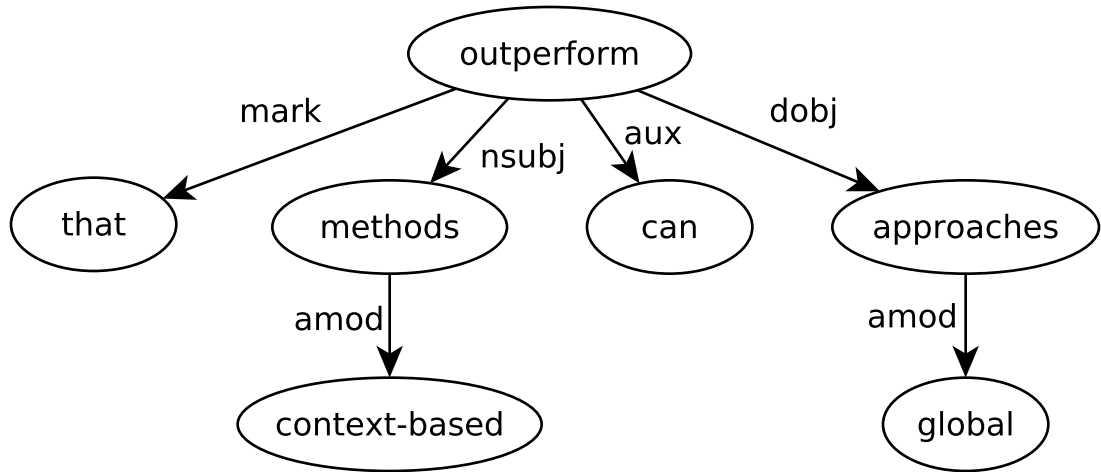 outperform
mark
nsubj
aux
dobj
that
methods
can
approaches
amod
amod
context-based
global